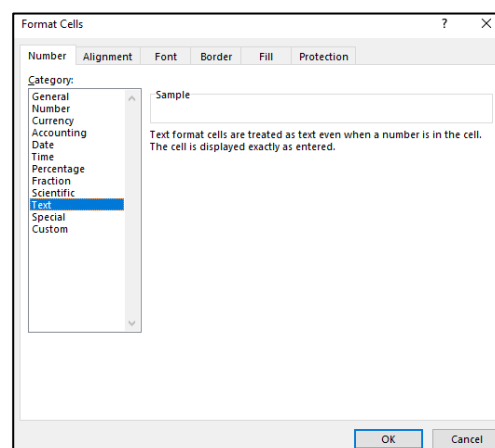 Format Cells ? ×
Number Alignment Font Border Fill Protection
Category:
General
Number
Currency
Accounting
Date
Time
Percentage
Fraction
Scientific
Text
Special
Custom
Sample
Text format cells are treated as text even when a number is in the cell.
The cell is displayed exactly as entered.
OK Cancel